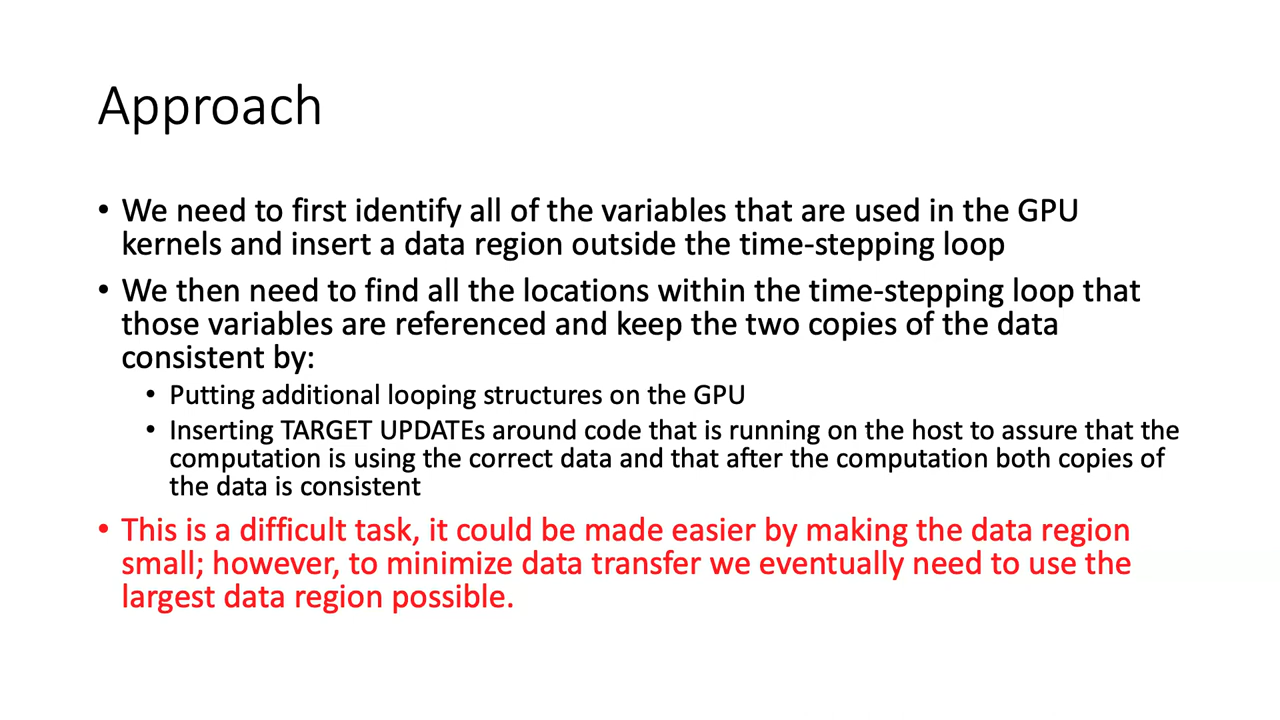 Approach
• We need to first identify all of the variables that are used in the GPU
kernels and insert a data region outside the time-stepping loop
• We then need to find all the locations within the time-stepping loop that
those variables are referenced and keep the two copies of the data
consistent by:
• Putting additional looping structures on the GPU
• Inserting TARGET UPDATEs around code that is running on the host to assure that the
computation is using the correct data and that after the computation both copies of
the data is consistent
• This is a difficult task, it could be made easier by making the data region
small; however, to minimize data transfer we eventually need to use the
largest data region possible.